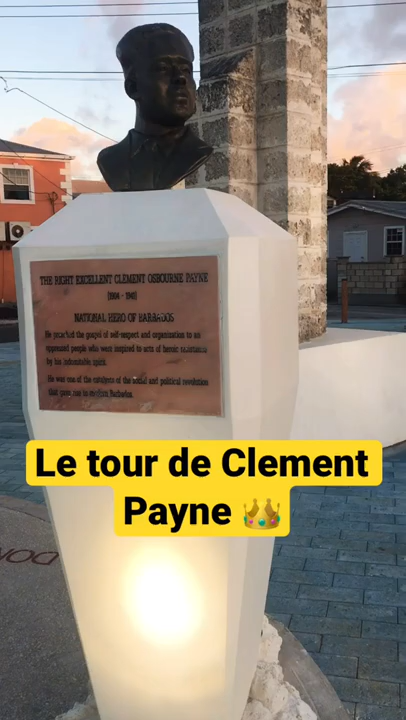 THE RIGHT EXCELLENT CLEMENT OSBOURNE PAYNE
(1904 - 1941)
NATIONAL HERO OF BARBADOS
He preached the gospel of self-respect and organisation to an
oppressed people who were inspired to acts of heroic resistance
by his indomitable spirit.
He was one of the catalysts of the social and political revolution
that gave rise to modern Barbados.
Le tour de Clement
Payne 👑